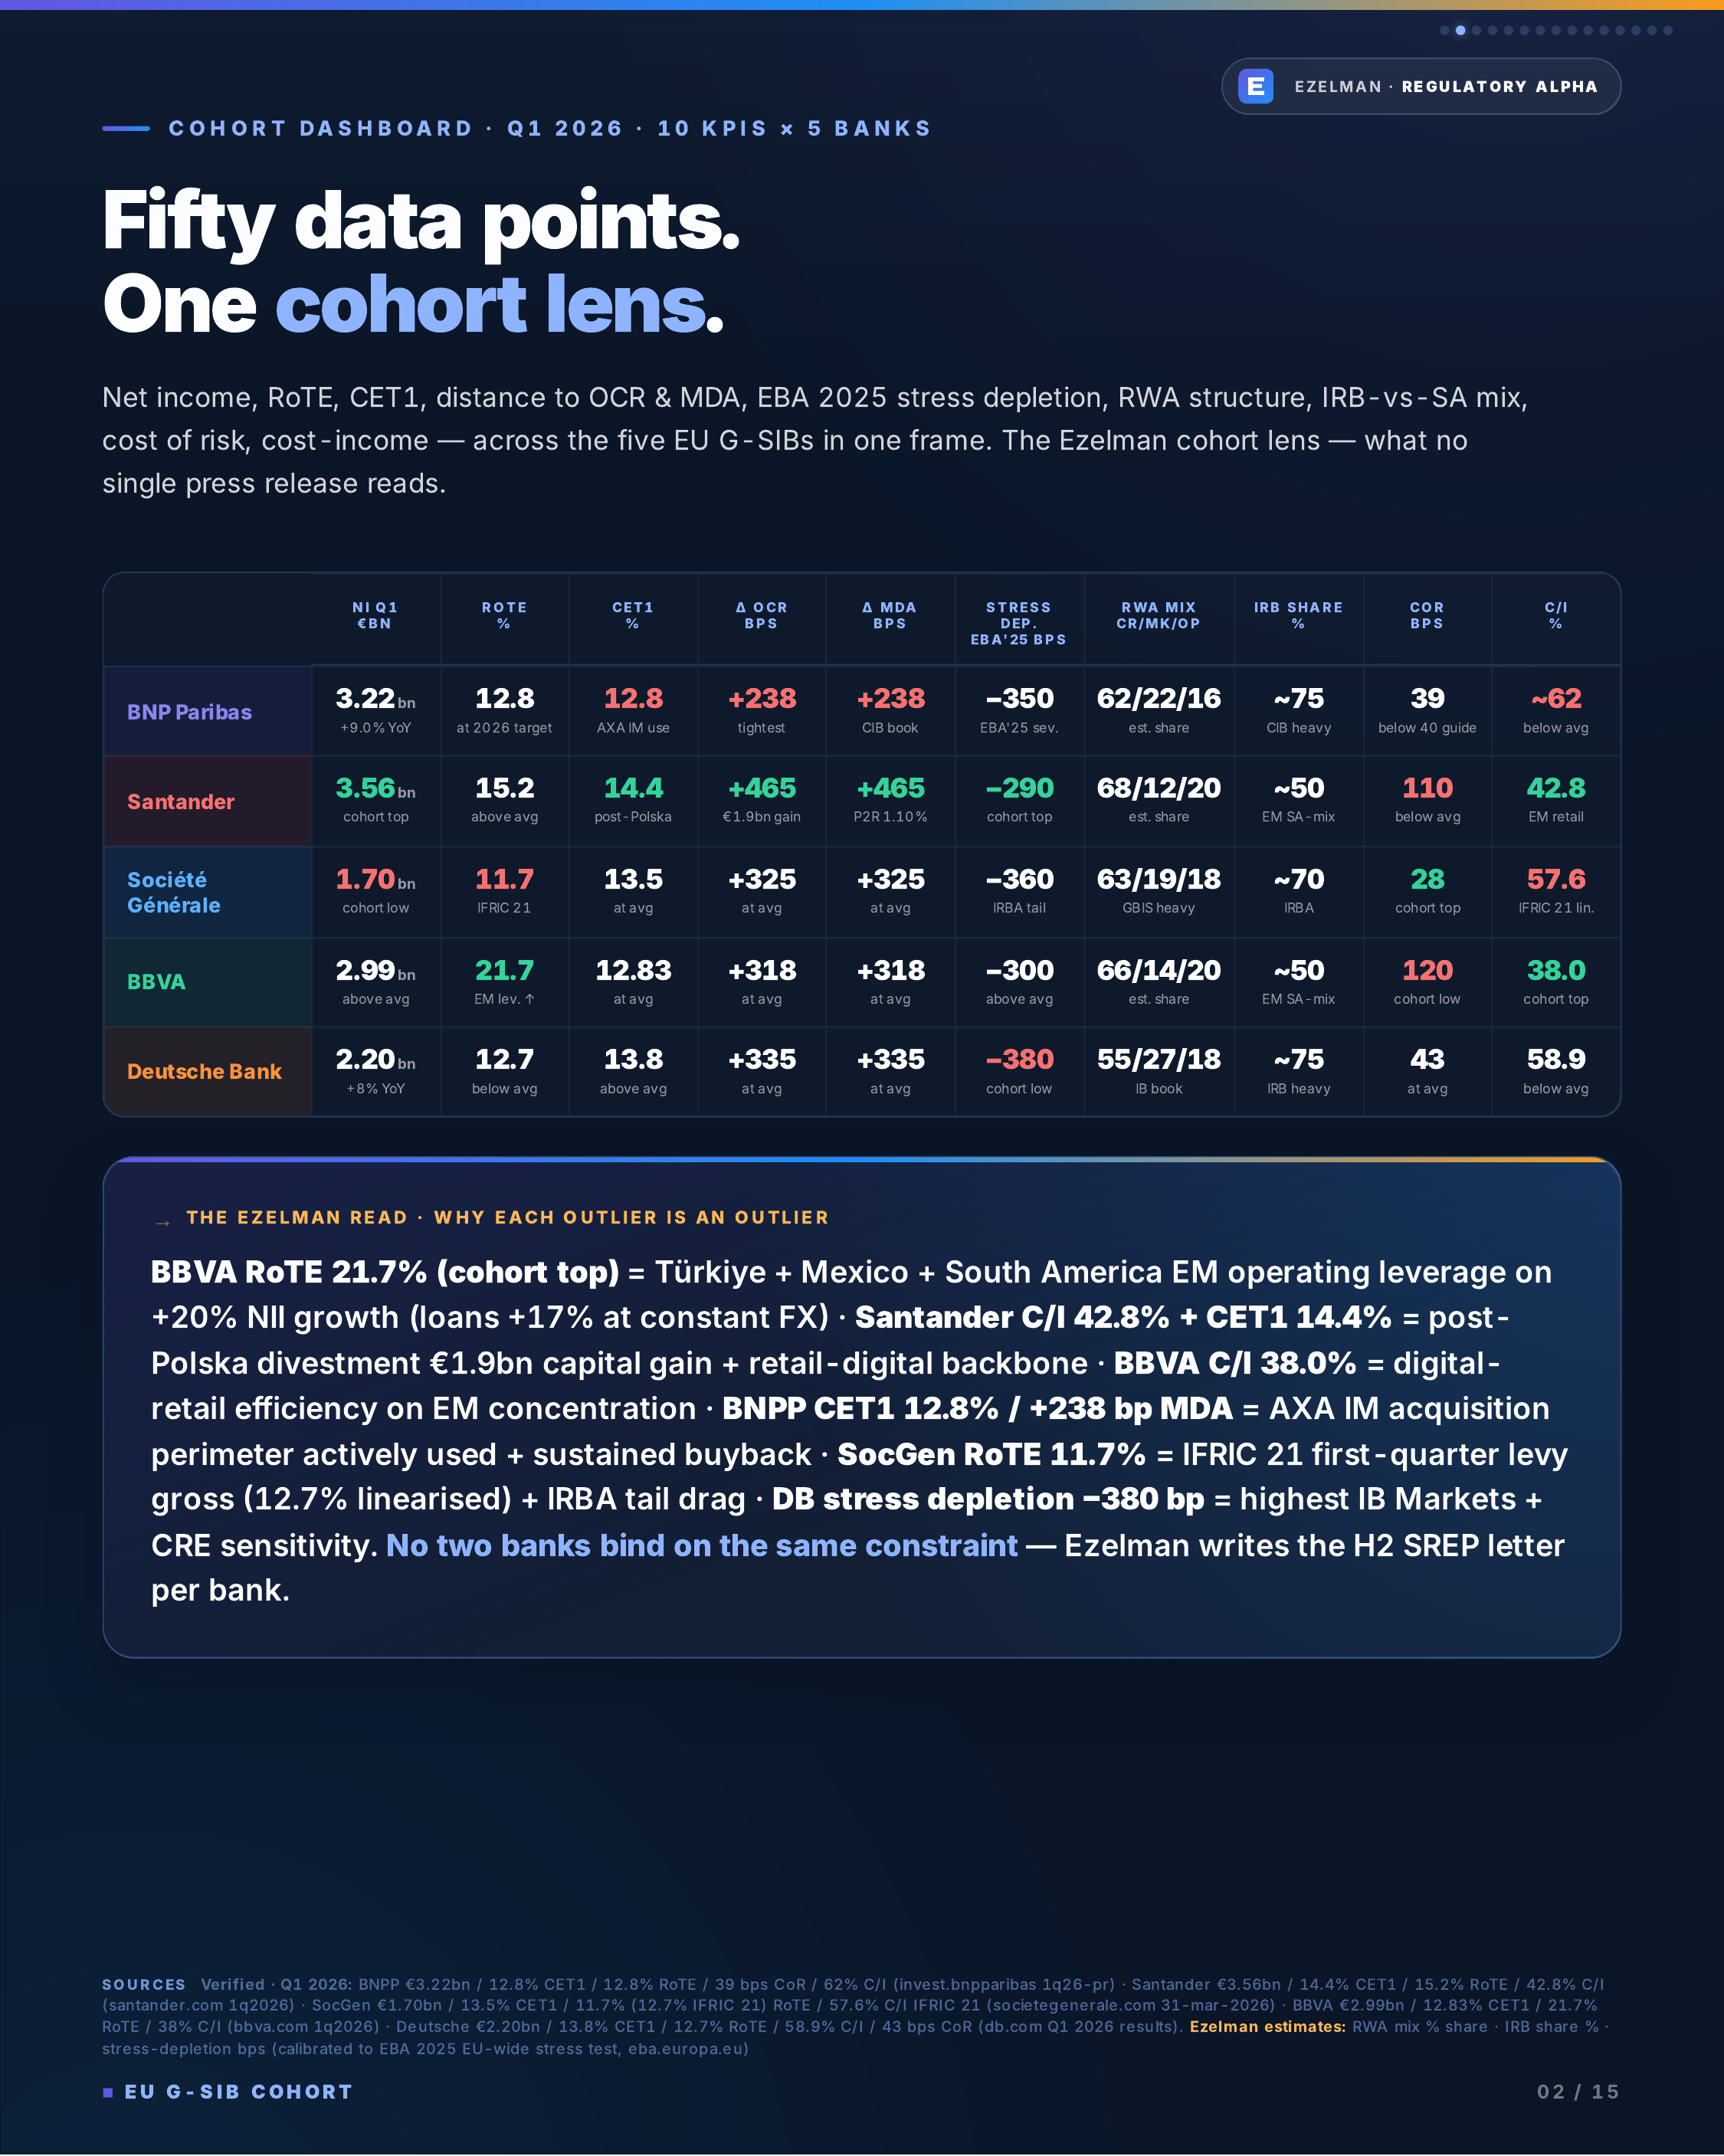 E EZELMAN · REGULATORY ALPHA
COHORT DASHBOARD · Q1 2026 · 10 KPIS × 5 BANKS
Fifty data points.
One cohort lens.
Net income, RoTE, CET1, distance to OCR & MDA, EBA 2025 stress depletion, RWA structure, IRB-vs-SA mix,
cost of risk, cost-income — across the five EU G-SIBs in one frame. The Ezelman cohort lens — what no
single press release reads.
NI Q1 €BN | ROTE % | CET1 % | Δ OCR BPS | Δ MDA BPS | STRESS DEP. EBA'25 BPS | RWA MIX CR/MK/OP | IRB SHARE % | COR BPS | C/I %
BNP Paribas | 3.22 bn | 12.8 | 12.8 | +238 | +238 | −350 | 62/22/16 | ~75 | 39 | ~62
+9.0% YoY | at 2026 target | AXA IM use | tightest | CIB book | EBA'25 sev. | est. share | CIB heavy | below 40 guide | below avg
Santander | 3.56 bn | 15.2 | 14.4 | +465 | +465 | −290 | 68/12/20 | ~50 | 110 | 42.8
cohort top | above avg | post-Polska | €1.9bn gain | P2R 1.10% | cohort top | est. share | EM SA-mix | below avg | EM retail
Société Générale | 1.70 bn | 11.7 | 13.5 | +325 | +325 | −360 | 63/19/18 | ~70 | 28 | 57.6
cohort low | IFRIC 21 | at avg | at avg | at avg | IRBA tail | GBIS heavy | IRBA | cohort top | IFRIC 21 lin.
BBVA | 2.99 bn | 21.7 | 12.83 | +318 | +318 | −300 | 66/14/20 | ~50 | 120 | 38.0
above avg | EM lev. ↑ | at avg | at avg | at avg | above avg | est. share | EM SA-mix | cohort low | cohort top
Deutsche Bank | 2.20 bn | 12.7 | 13.8 | +335 | +335 | −380 | 55/27/18 | ~75 | 43 | 58.9
+8% YoY | below avg | above avg | at avg | at avg | cohort low | IB book | IRB heavy | at avg | below avg
→ THE EZELMAN READ · WHY EACH OUTLIER IS AN OUTLIER
BBVA RoTE 21.7% (cohort top) = Türkiye + Mexico + South America EM operating leverage on
+20% NII growth (loans +17% at constant FX) · Santander C/I 42.8% + CET1 14.4% = post-
Polska divestment €1.9bn capital gain + retail-digital backbone · BBVA C/I 38.0% = digital-
retail efficiency on EM concentration · BNPP CET1 12.8% / +238 bp MDA = AXA IM acquisition
perimeter actively used + sustained buyback · SocGen RoTE 11.7% = IFRIC 21 first-quarter levy
gross (12.7% linearised) + IRBA tail drag · DB stress depletion −380 bp = highest IB Markets +
CRE sensitivity. No two banks bind on the same constraint — Ezelman writes the H2 SREP letter
per bank.
SOURCES Verified · Q1 2026: BNPP €3.22bn / 12.8% CET1 / 12.8% RoTE / 39 bps CoR / 62% C/I (invest.bnpparibas 1q26-pr) · Santander €3.56bn / 14.4% CET1 / 15.2% RoTE / 42.8% C/I
(santander.com 1q2026) · SocGen €1.70bn / 13.5% CET1 / 11.7% (12.7% IFRIC 21) RoTE / 57.6% C/I IFRIC 21 (societegenerale.com 31-mar-2026) · BBVA €2.99bn / 12.83% CET1 / 21.7%
RoTE / 38% C/I (bbva.com 1q2026) · Deutsche €2.20bn / 13.8% CET1 / 12.7% RoTE / 58.9% C/I / 43 bps CoR (db.com Q1 2026 results). Ezelman estimates: RWA mix % share · IRB share % ·
stress-depletion bps (calibrated to EBA 2025 EU-wide stress test, eba.europa.eu)
EU G-SIB COHORT
02 / 15